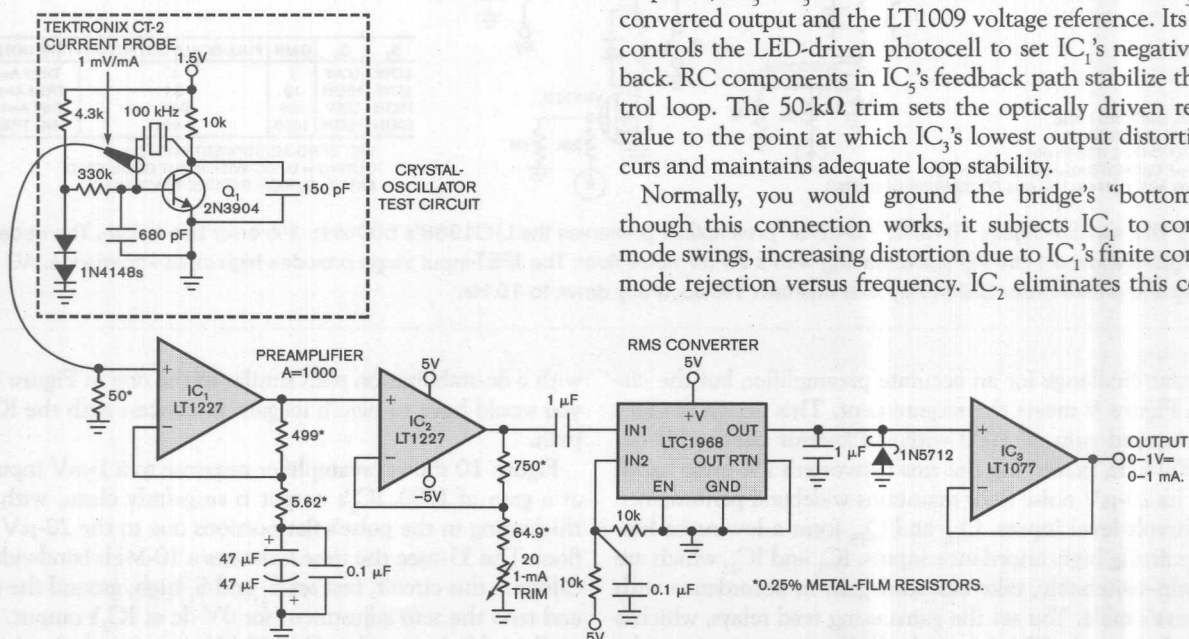 TEKTRONIX CT-2
CURRENT PROBE
1 mV/mA
1.5V
4.3k
100 kHz
10k
330k
Q1
2N3904
150 pF
680 pF
1N4148s
CRYSTAL-
OSCILLATOR
TEST CIRCUIT
converted output and the LT1009 voltage reference. Its
controls the LED-driven photocell to set IC1's negativ
back. RC components in IC5's feedback path stabilize th
trol loop. The 50-kΩ trim sets the optically driven re
value to the point at which IC3's lowest output distorti
curs and maintains adequate loop stability.
Normally, you would ground the bridge's "bottom
though this connection works, it subjects IC1 to com
mode swings, increasing distortion due to IC1's finite com
mode rejection versus frequency. IC2 eliminates this c
PREAMPLIFIER
A=1000
50*
+
IC1
LT1227
−
499*
5.62*
+
47 µF
47 µF
+
1 µF
5V
+
IC2
LT1227
−
−5V
1 µF
750*
64.9*
20
1-mA
TRIM
RMS CONVERTER
5V
+V
IN1
OUT
LTC1968
IN2
OUT RTN
EN
GND
10k
10k
0.1 µF
5V
1 µF
1N5712
+
IC3
LT1077
−
OUTPUT
0–1V=
0–1 mA.
*0.25% METAL-FILM RESISTORS.